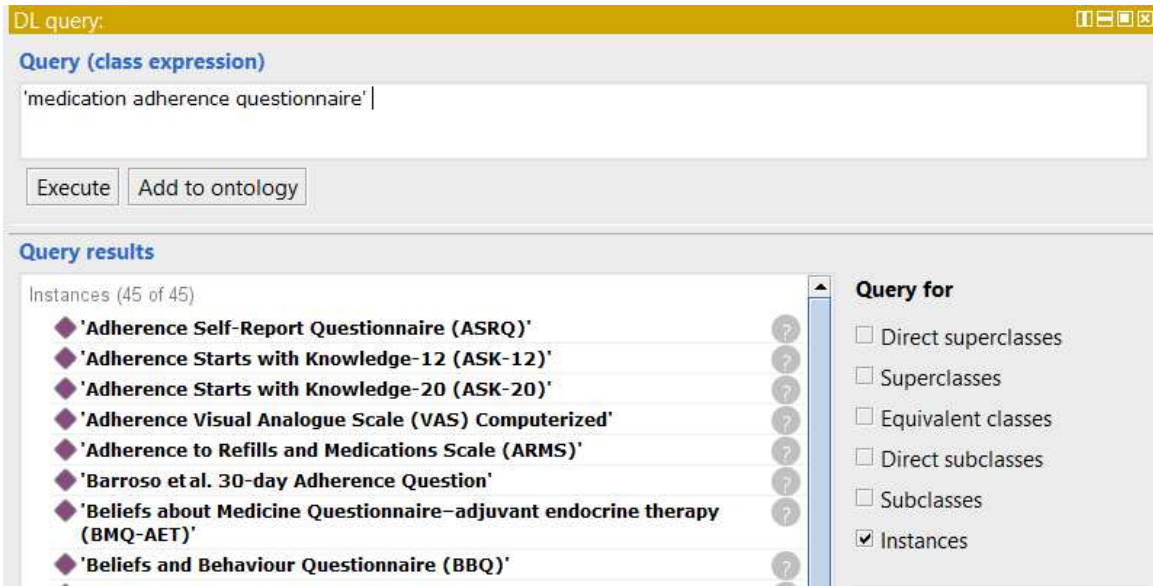 DL query:
Query (class expression)
'medication adherence questionnaire'
Execute
Add to ontology
Query results
Instances (45 of 45)
'Adherence Self-Report Questionnaire (ASRQ)'
?
'Adherence Starts with Knowledge-12 (ASK-12)'
?
'Adherence Starts with Knowledge-20 (ASK-20)'
?
'Adherence Visual Analogue Scale (VAS) Computerized'
?
'Adherence to Refills and Medications Scale (ARMS)'
?
'Barroso et al. 30-day Adherence Question'
?
'Beliefs about Medicine Questionnaire–adjuvant endocrine therapy
(BMQ-AET)'
?
'Beliefs and Behaviour Questionnaire (BBQ)'
?
Query for
Direct superclasses
Superclasses
Equivalent classes
Direct subclasses
Subclasses
Instances